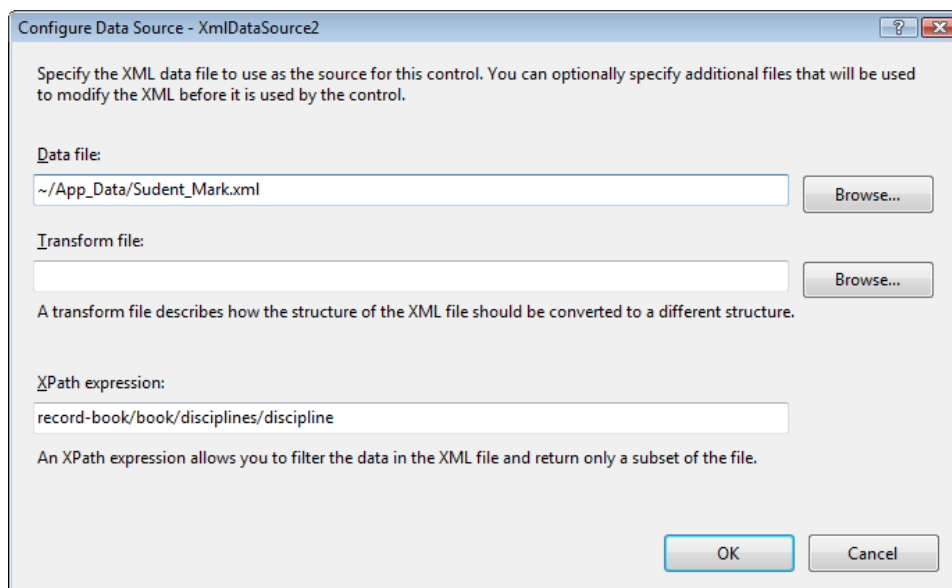 Configure Data Source - XmlDataSource2
Specify the XML data file to use as the source for this control. You can optionally specify additional files that will be used
to modify the XML before it is used by the control.
Data file:
~/App_Data/Sudent_Mark.xml
Browse...
Transform file:
Browse...
A transform file describes how the structure of the XML file should be converted to a different structure.
XPath expression:
record-book/book/disciplines/discipline
An XPath expression allows you to filter the data in the XML file and return only a subset of the file.
OK
Cancel